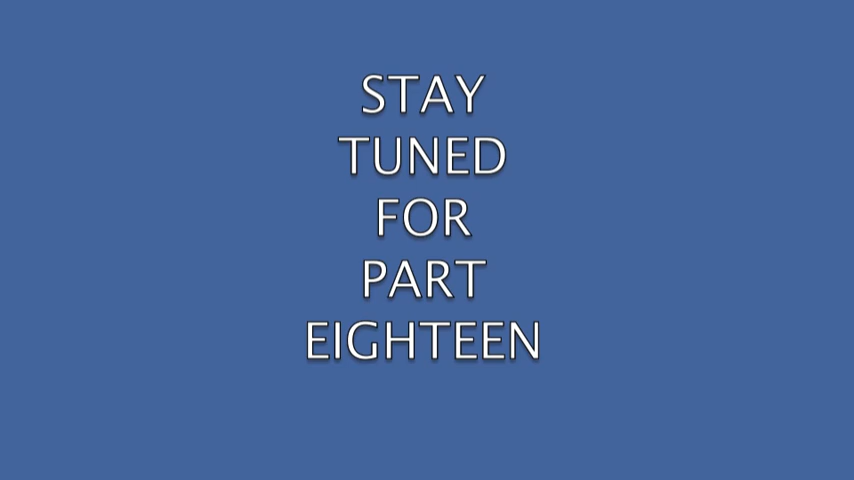 STAY
TUNED
FOR
PART
EIGHTEEN